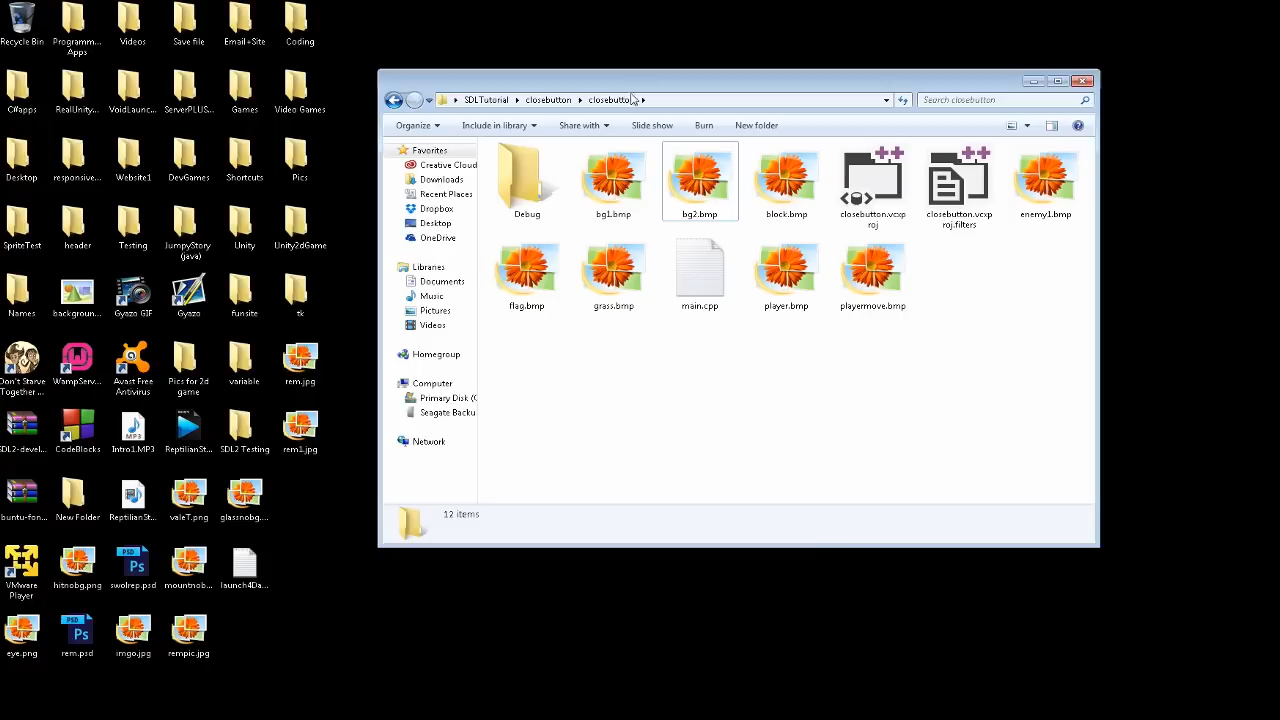 Recycle Bin
Programm... Apps
Videos
Save file
Email+Site
Coding
C#apps
RealUnity...
VoidLaunc...
ServerPLUS...
Games
Video Games
Desktop
responsive...
Website1
DevGames
Shortcuts
Pics
SpriteTest
header
Testing
JumpyStory (java)
Unity
Unity2dGame
Names
backgroun...
Gyazo GIF
Gyazo
funsite
tk
Don't Starve Together ...
WampServ...
Avast Free Antivirus
Pics for 2d game
variable
rem.jpg
SDL2-devel...
CodeBlocks
Intro1.MP3
ReptilianSt...
SDL2 Testing
rem1.jpg
buntu-fon...
New Folder
ReptilianSt...
valeT.png
glassnobg....
VMware Player
hitnobg.png
swolrep.psd
mountnob...
launch4Da...
eye.png
rem.psd
imgo.jpg
rempic.jpg
SDLTutorial
closebutton
closebutto
Search closebutton
Organize
Include in library
Share with
Slide show
Burn
New folder
Favorites
Creative Cloud
Downloads
Recent Places
Dropbox
Desktop
OneDrive
Libraries
Documents
Music
Pictures
Videos
Homegroup
Computer
Primary Disk (C
Seagate Backu
Network
Debug
bg1.bmp
bg2.bmp
block.bmp
closebutton.vcxp
roj
closebutton.vcxp
roj.filters
enemy1.bmp
flag.bmp
grass.bmp
main.cpp
player.bmp
playermove.bmp
12 items